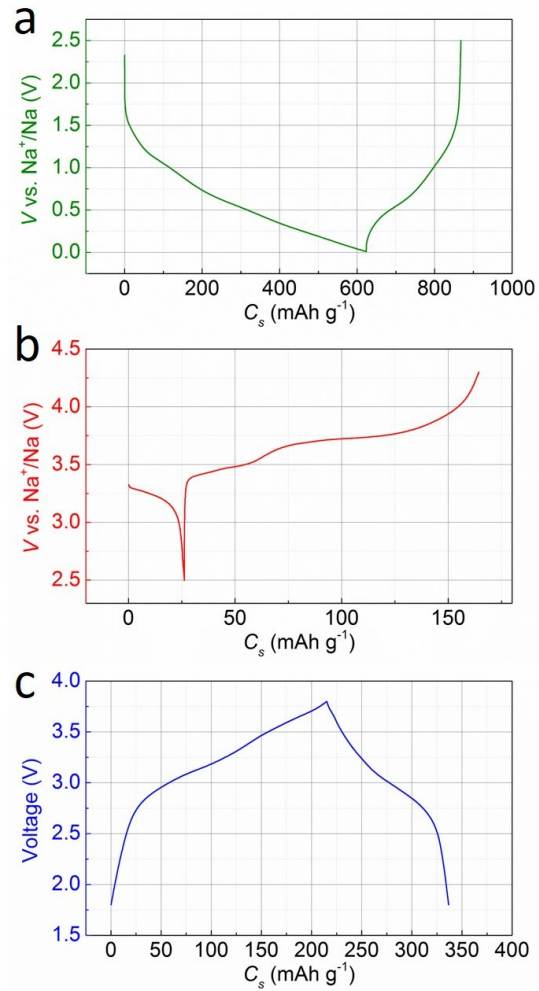 a
2.5
2.0
1.5
1.0
0.5
0.0
V vs. Na⁺/Na (V)
0 200 400 600 800 1000
Cₛ (mAh g⁻¹)
b
4.5
4.0
3.5
3.0
2.5
V vs. Na⁺/Na (V)
0 50 100 150
Cₛ (mAh g⁻¹)
c
4.0
3.5
3.0
2.5
2.0
1.5
Voltage (V)
0 50 100 150 200 250 300 350 400
Cₛ (mAh g⁻¹)